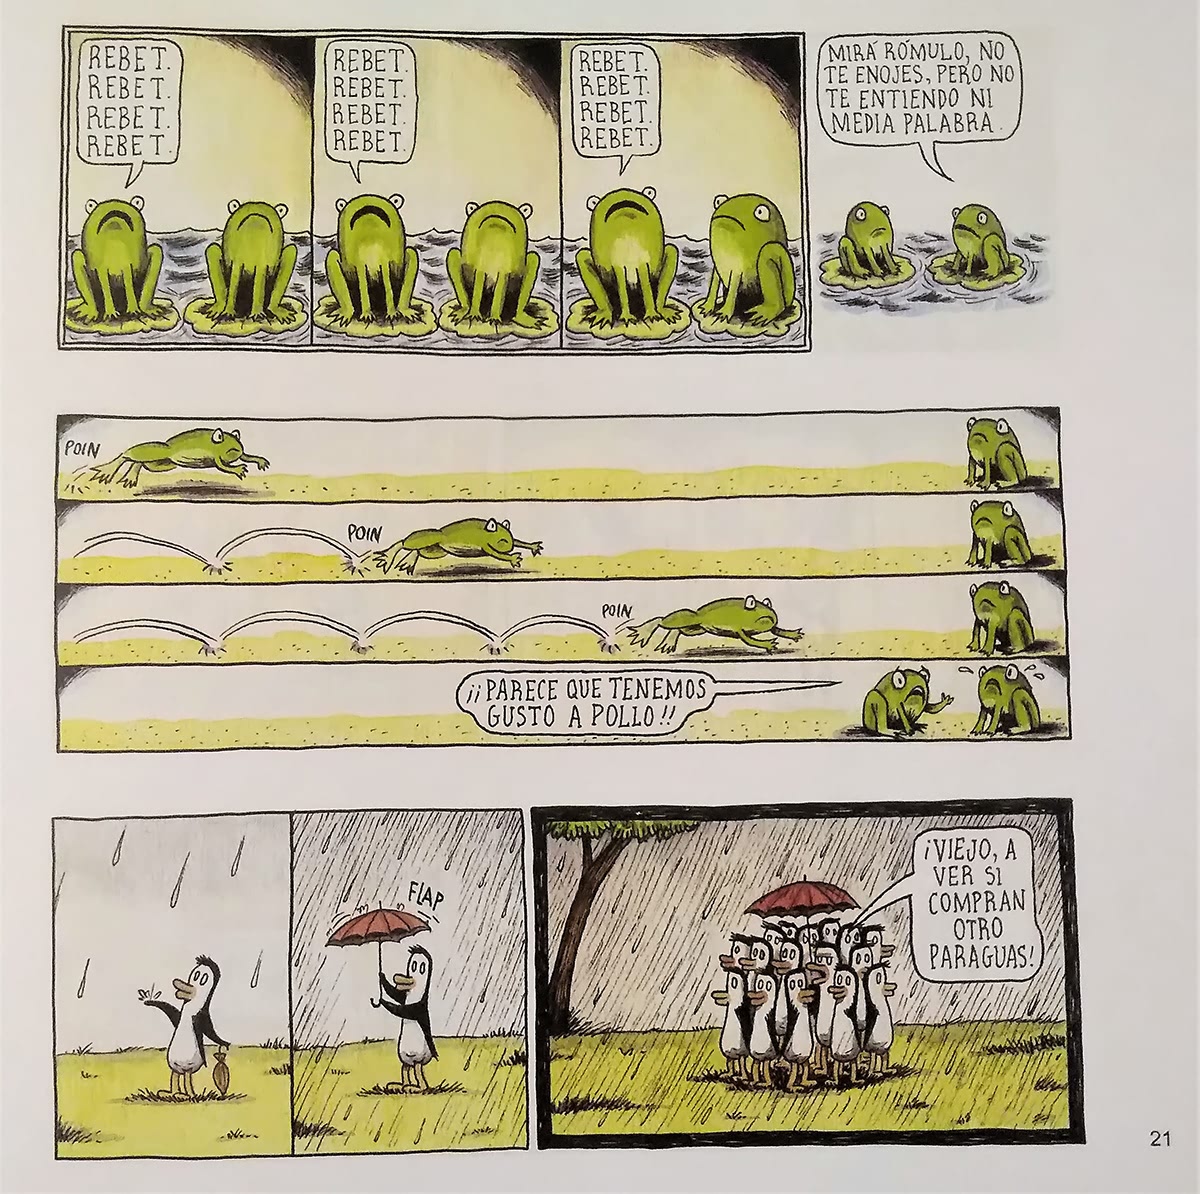 REBET.
REBET.
REBET.
REBET.
REBET.
REBET.
REBET.
REBET.
REBET.
REBET.
REBET.
REBET.
MIRÁ RÓMULO, NO
TE ENOJES, PERO NO
TE ENTIENDO NI
MEDIA PALABRA.
POIN
POIN
POIN
¡¡PARECE QUE TENEMOS
GUSTO A POLLO!!
FLAP
¡VIEJO, A
VER SI
COMPRAN
OTRO
PARAGUAS!
21